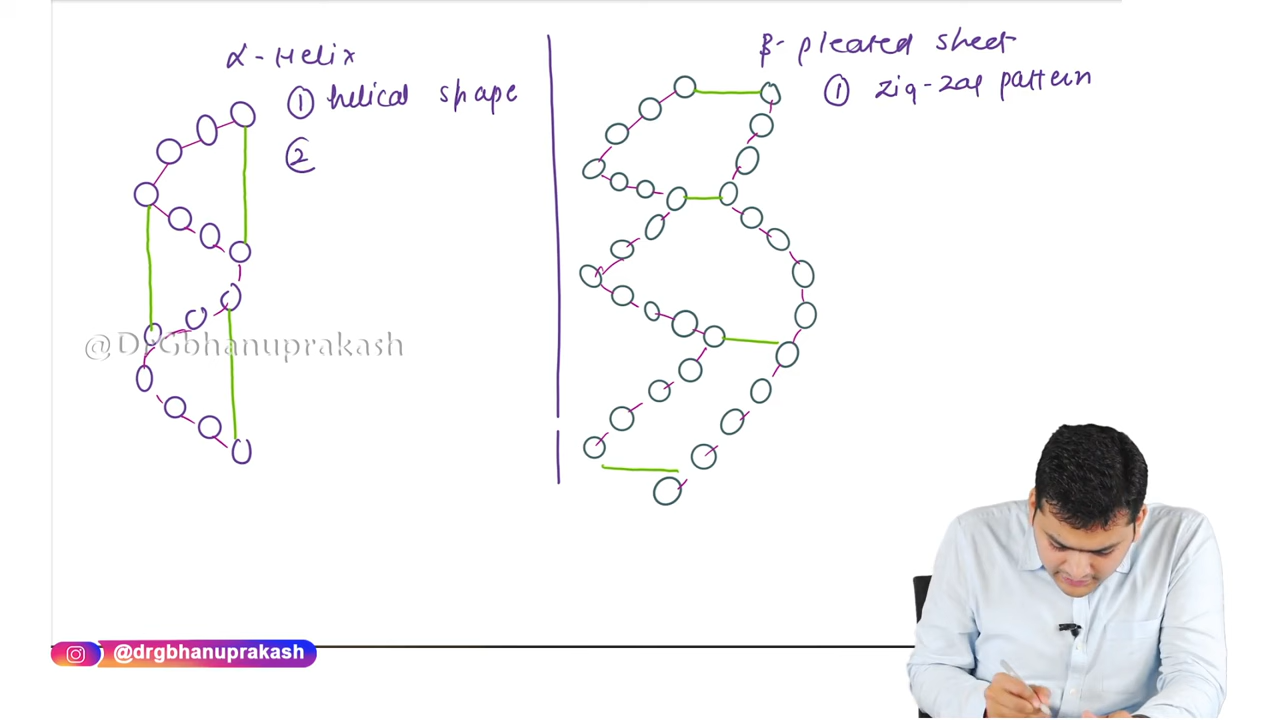 α - Helix
① helical shape
②
β - pleated sheet
① zig-zag pattern
@DrGbhanuprakash
@drgbhanuprakash